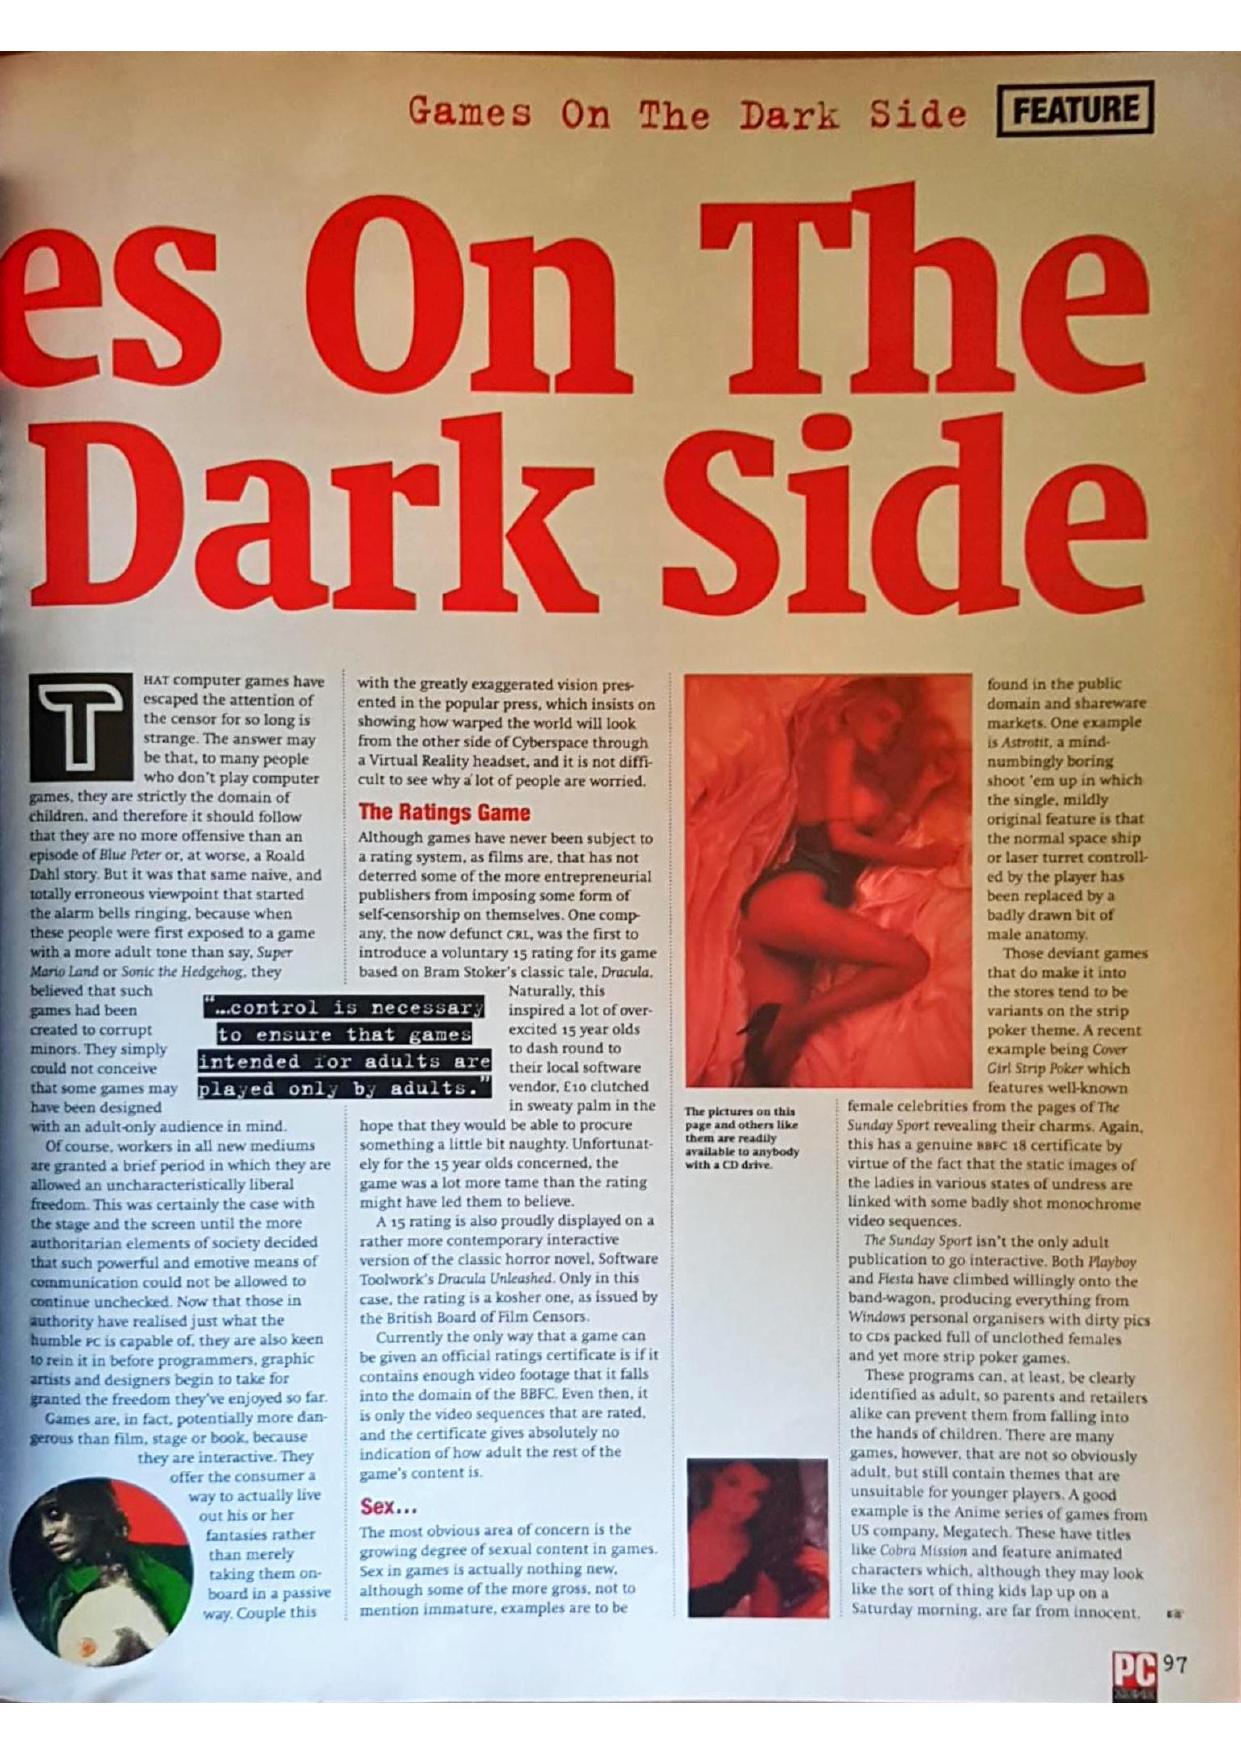 Games On The Dark Side FEATURE
es On The
Dark Side
THAT computer games have
escaped the attention of
the censor for so long is
strange. The answer may
be that, to many people
who don't play computer
games, they are strictly the domain of
children, and therefore it should follow
that they are no more offensive than an
episode of Blue Peter or, at worse, a Roald
Dahl story. But it was that same naive, and
totally erroneous viewpoint that started
the alarm bells ringing, because when
these people were first exposed to a game
with a more adult tone than say, Super
Mario Land or Sonic the Hedgehog, they
believed that such
games had been
created to corrupt
minors. They simply
could not conceive
that some games may
have been designed
with an adult-only audience in mind.
Of course, workers in all new mediums
are granted a brief period in which they are
allowed an uncharacteristically liberal
freedom. This was certainly the case with
the stage and the screen until the more
authoritarian elements of society decided
that such powerful and emotive means of
communication could not be allowed to
continue unchecked. Now that those in
authority have realised just what the
humble PC is capable of, they are also keen
to rein it in before programmers, graphic
artists and designers begin to take for
granted the freedom they've enjoyed so far.
Games are, in fact, potentially more dan-
gerous than film, stage or book, because
they are interactive. They
offer the consumer a
way to actually live
out his or her
fantasies rather
than merely
taking them on-
board in a passive
way. Couple this
"...control is necessary
to ensure that games
intended for adults are
played only by adults."
with the greatly exaggerated vision pres-
ented in the popular press, which insists on
showing how warped the world will look
from the other side of Cyberspace through
a Virtual Reality headset, and it is not diffi-
cult to see why a lot of people are worried.
The Ratings Game
Although games have never been subject to
a rating system, as films are, that has not
deterred some of the more entrepreneurial
publishers from imposing some form of
self-censorship on themselves. One comp-
any, the now defunct CRL, was the first to
introduce a voluntary 15 rating for its game
based on Bram Stoker's classic tale, Dracula.
Naturally, this
inspired a lot of over-
excited 15 year olds
to dash round to
their local software
vendor, £10 clutched
in sweaty palm in the
hope that they would be able to procure
something a little bit naughty. Unfortunat-
ely for the 15 year olds concerned, the
game was a lot more tame than the rating
might have led them to believe.
A 15 rating is also proudly displayed on a
rather more contemporary interactive
version of the classic horror novel, Software
Toolwork's Dracula Unleashed. Only in this
case, the rating is a kosher one, as issued by
the British Board of Film Censors.
Currently the only way that a game can
be given an official ratings certificate is if it
contains enough video footage that it falls
into the domain of the BBFC. Even then, it
is only the video sequences that are rated,
and the certificate gives absolutely no
indication of how adult the rest of the
game's content is.
Sex...
The most obvious area of concern is the
growing degree of sexual content in games.
Sex in games is actually nothing new,
although some of the more gross, not to
mention immature, examples are to be
The pictures on this
page and others like
them are readily
available to anybody
with a CD drive.
found in the public
domain and shareware
markets. One example
is Astrotit, a mind-
numbingly boring
shoot 'em up in which
the single, mildly
original feature is that
the normal space ship
or laser turret controll-
ed by the player has
been replaced by a
badly drawn bit of
male anatomy.
Those deviant games
that do make it into
the stores tend to be
variants on the strip
poker theme. A recent
example being Cover
Girl Strip Poker which
features well-known
female celebrities from the pages of The
Sunday Sport revealing their charms. Again,
this has a genuine BBFC 18 certificate by
virtue of the fact that the static images of
the ladies in various states of undress are
linked with some badly shot monochrome
video sequences.
The Sunday Sport isn't the only adult
publication to go interactive. Both Playboy
and Fiesta have climbed willingly onto the
band-wagon, producing everything from
Windows personal organisers with dirty pics
to CDs packed full of unclothed females
and yet more strip poker games.
These programs can, at least, be clearly
identified as adult, so parents and retailers
alike can prevent them from falling into
the hands of children. There are many
games, however, that are not so obviously
adult, but still contain themes that are
unsuitable for younger players. A good
example is the Anime series of games from
US company, Megatech. These have titles
like Cobra Mission and feature animated
characters which, although they may look
like the sort of thing kids lap up on a
Saturday morning, are far from innocent.
PC 97